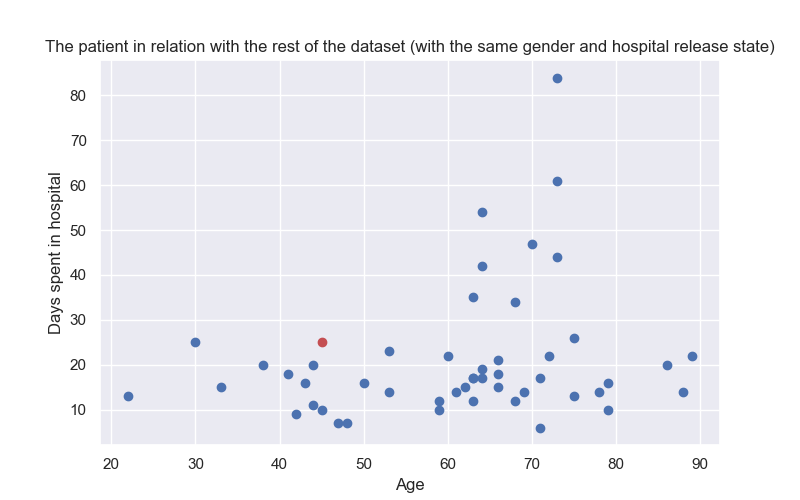 The patient in relation with the rest of the dataset (with the same gender and hospital release state)
80
70
60
50
40
30
20
10
Days spent in hospital
20 30 40 50 60 70 80 90
Age